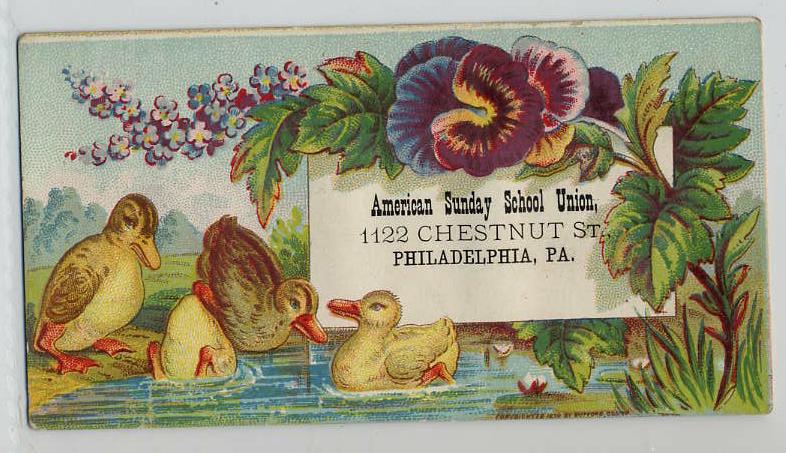 American Sunday School Union,
1122 CHESTNUT ST.
PHILADELPHIA, PA.